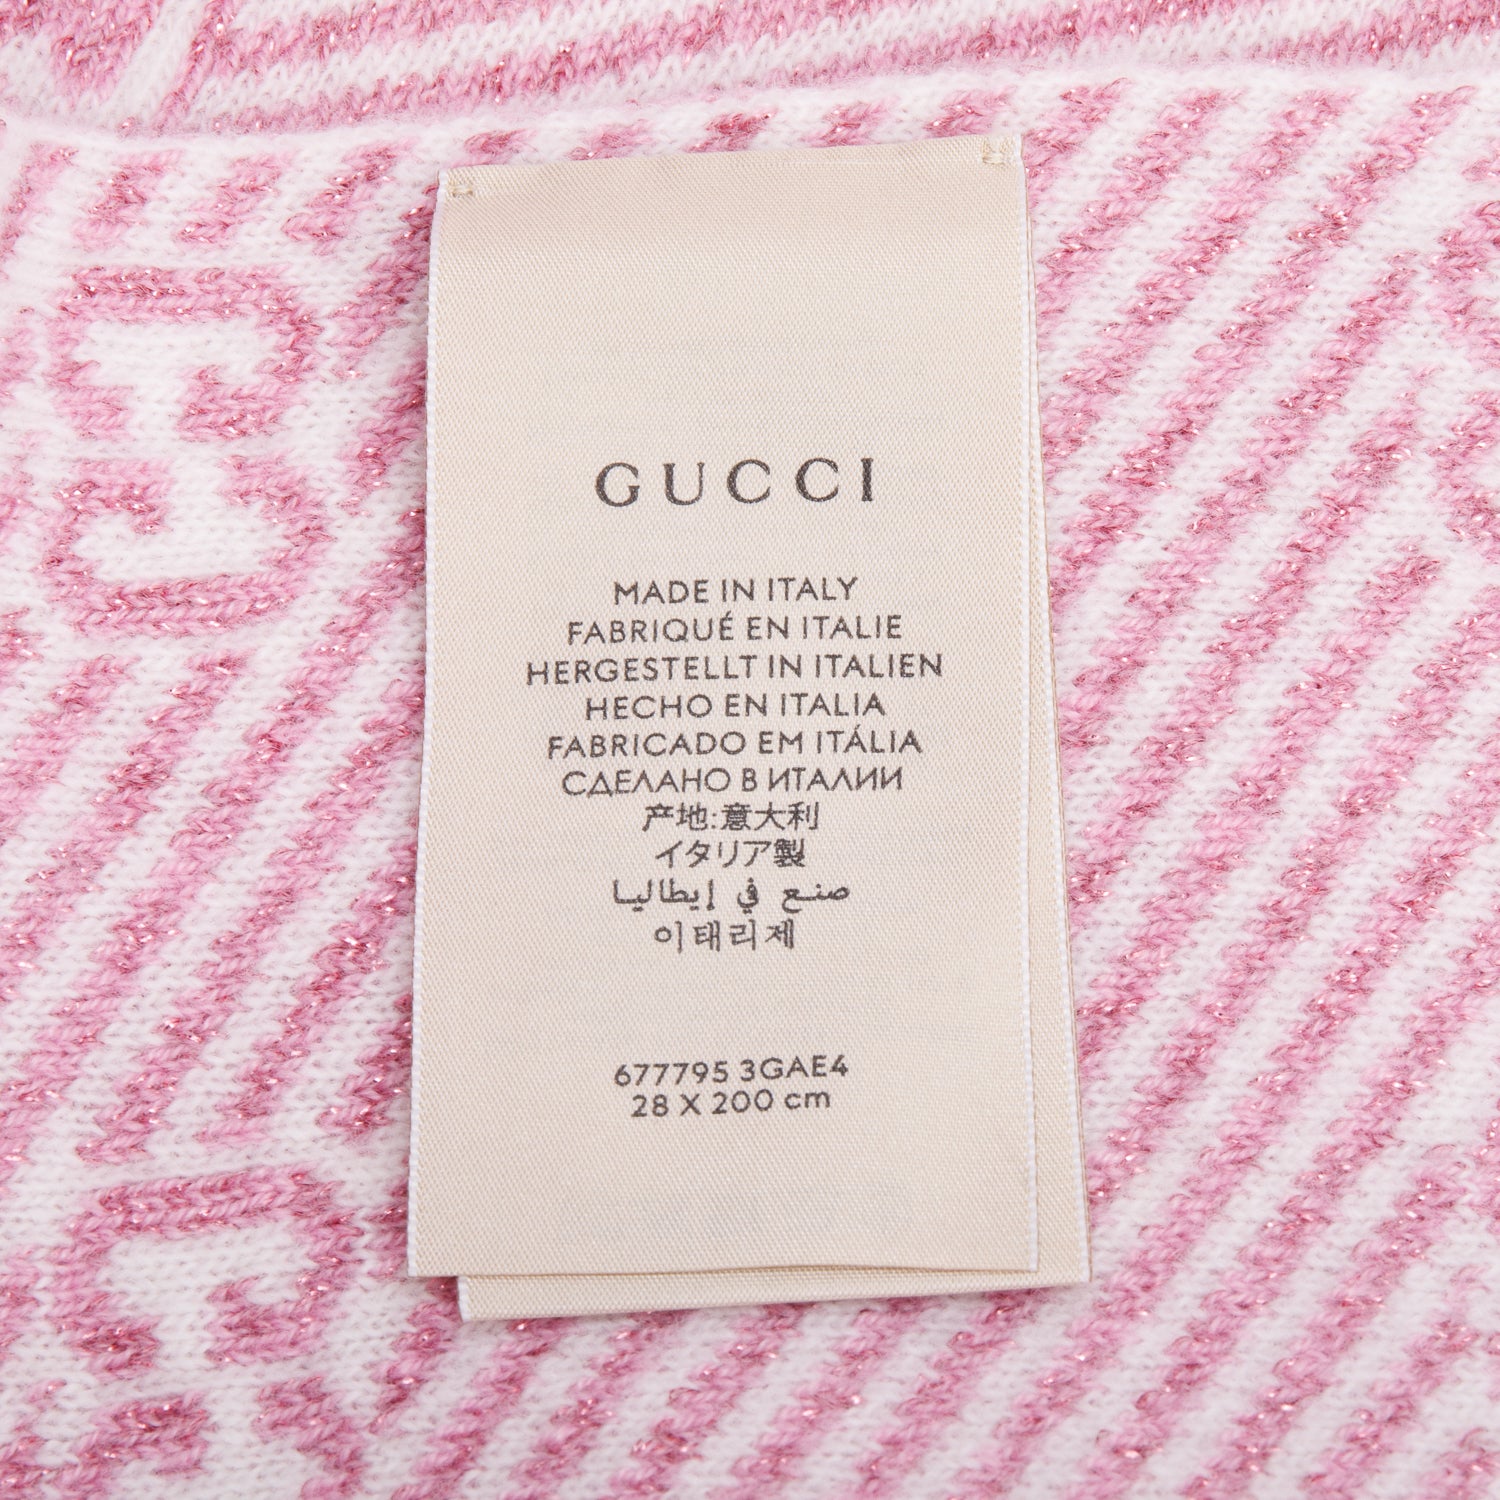 GUCCI
MADE IN ITALY
FABRIQUÉ EN ITALIE
HERGESTELLT IN ITALIEN
HECHO EN ITALIA
FABRICADO EM ITÁLIA
СДЕЛАНО В ИТАЛИИ
产地:意大利
イタリア製
صنع في إيطاليا
이태리제
677795 3GAE4
28 X 200 cm